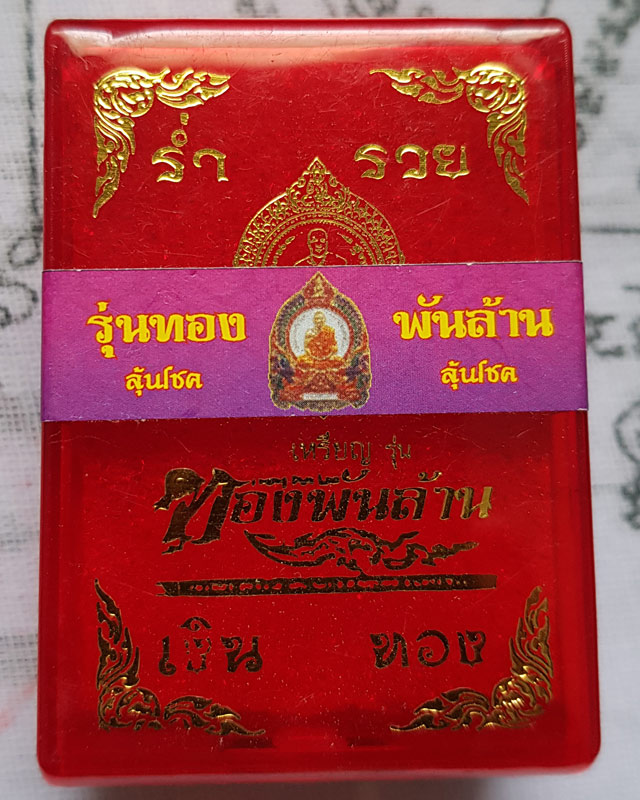 ร่ำ รวย
รุ่นทอง พันล้าน
ลุ้นโชค ลุ้นโชค
เหรียญ รุ่น
ทองพันล้าน
เงิน ทอง